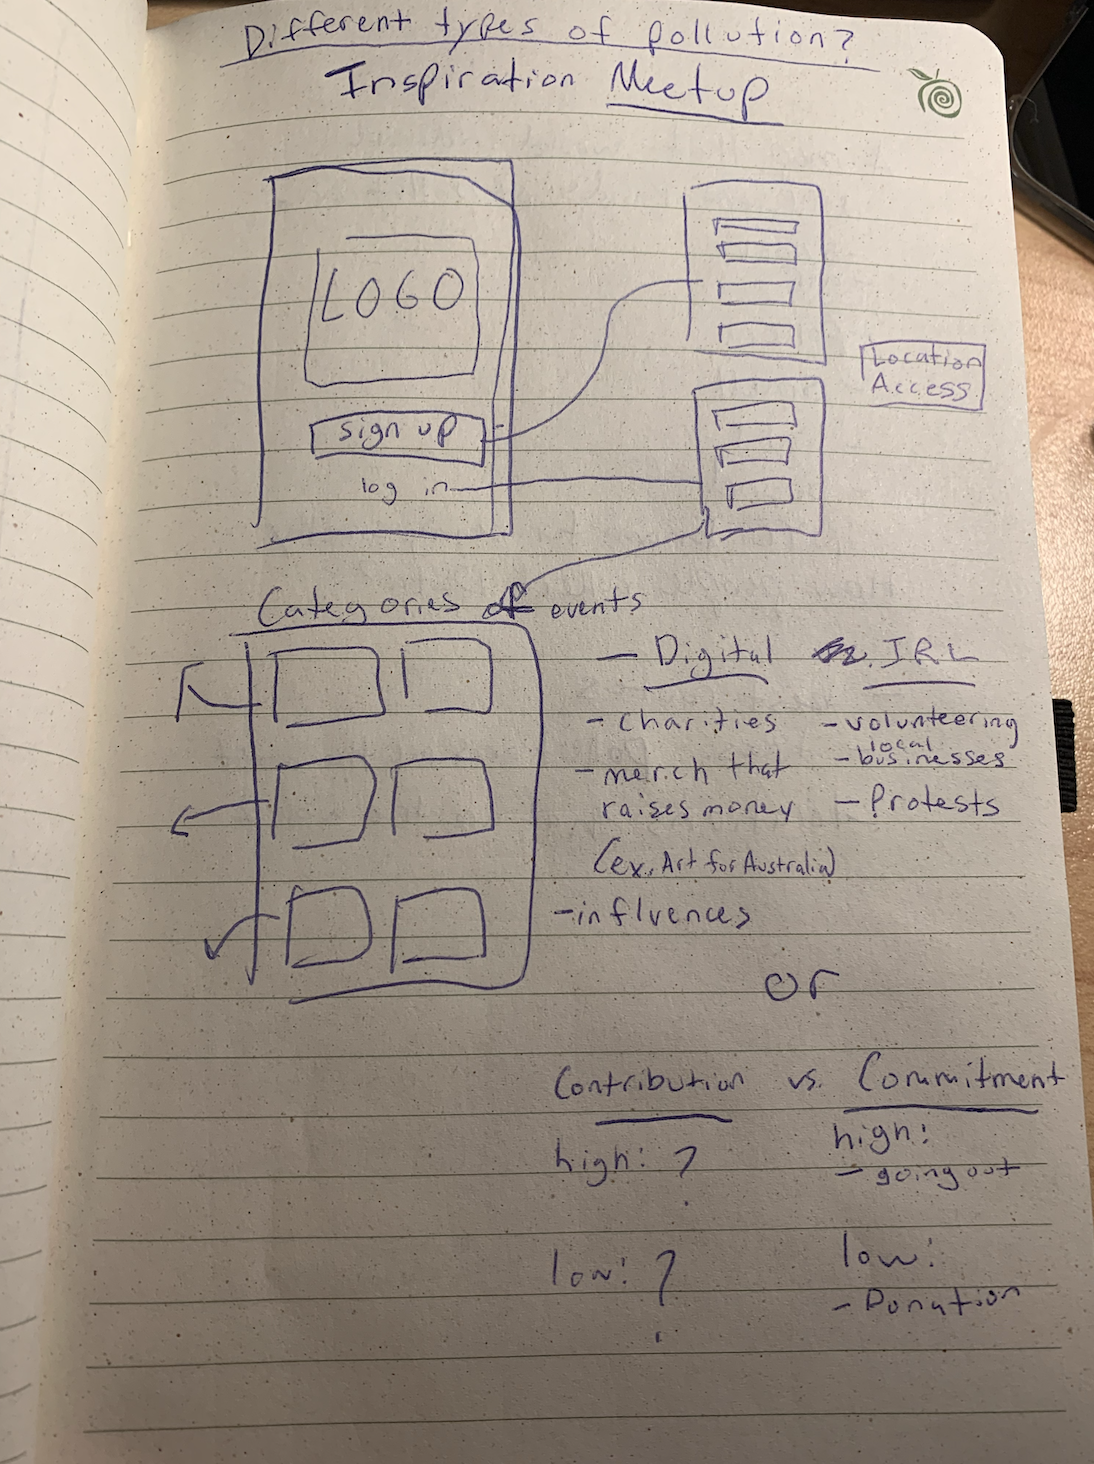 Different types of pollution?
Inspiration Meetup
LOGO
sign up
log in
Location
Access
Categories of events
- Digital
- charities
- merch that
raises money
(ex. Art for Australia)
- influences
IRL
- volunteering
local
- businesses
- Protests
or
Contribution vs. Commitment
high: ?
low: ?
high:
- going out
low:
- Donation